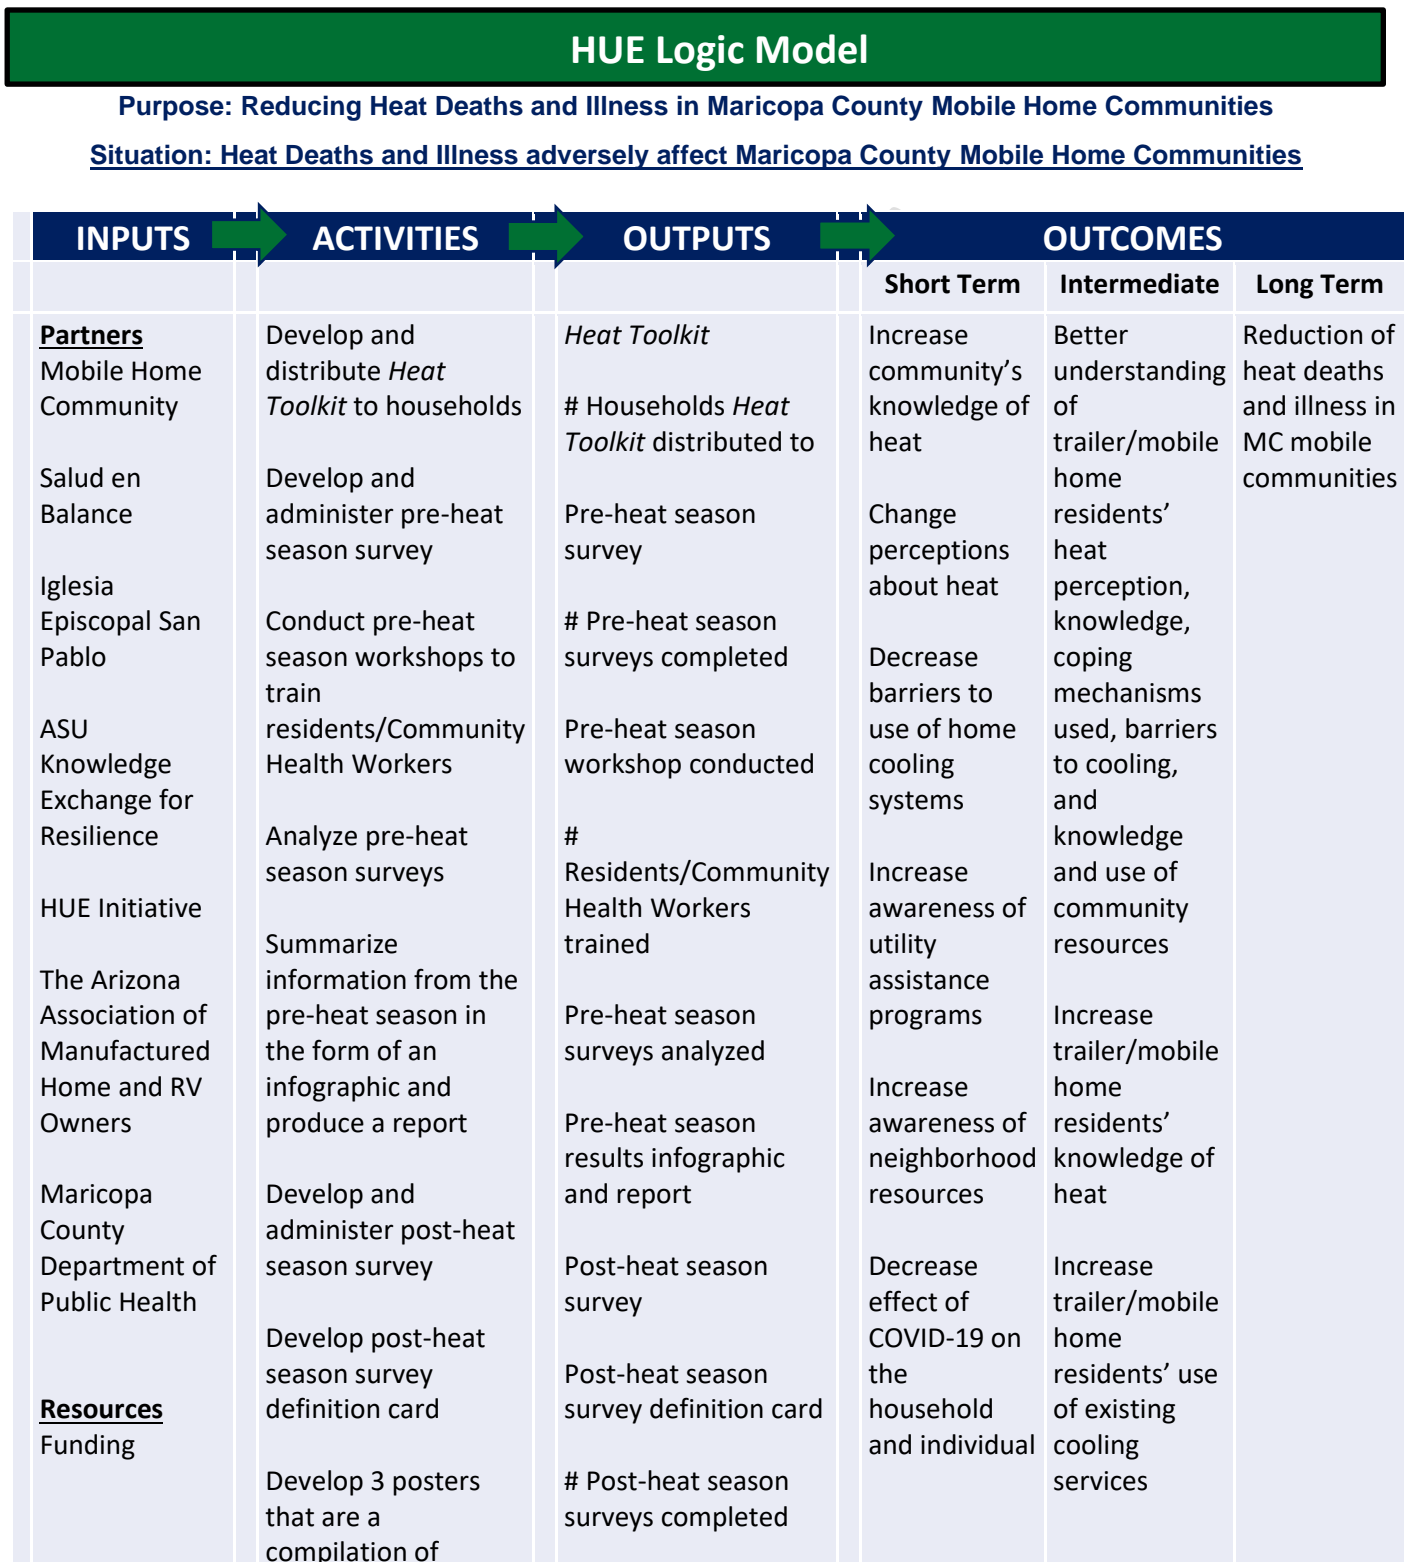 HUE Logic Model
Purpose: Reducing Heat Deaths and Illness in Maricopa County Mobile Home Communities
Situation: Heat Deaths and Illness adversely affect Maricopa County Mobile Home Communities
INPUTS
ACTIVITIES
OUTPUTS
OUTCOMES
Short Term
Intermediate
Long Term
Partners
Mobile Home
Community
Salud en
Balance
Iglesia
Episcopal San
Pablo
ASU
Knowledge
Exchange for
Resilience
HUE Initiative
The Arizona
Association of
Manufactured
Home and RV
Owners
Maricopa
County
Department of
Public Health
Resources
Funding
Develop and
distribute Heat
Toolkit to households
Develop and
administer pre-heat
season survey
Conduct pre-heat
season workshops to
train
residents/Community
Health Workers
Analyze pre-heat
season surveys
Summarize
information from the
pre-heat season in
the form of an
infographic and
produce a report
Develop and
administer post-heat
season survey
Develop post-heat
season survey
definition card
Develop 3 posters
that are a
compilation of
Heat Toolkit
# Households Heat
Toolkit distributed to
Pre-heat season
survey
# Pre-heat season
surveys completed
Pre-heat season
workshop conducted
#
Residents/Community
Health Workers
trained
Pre-heat season
surveys analyzed
Pre-heat season
results infographic
and report
Post-heat season
survey
Post-heat season
survey definition card
# Post-heat season
surveys completed
Increase
community’s
knowledge of
heat
Change
perceptions
about heat
Decrease
barriers to
use of home
cooling
systems
Increase
awareness of
utility
assistance
programs
Increase
awareness of
neighborhood
resources
Decrease
effect of
COVID-19 on
the
household
and individual
Better
understanding
of
trailer/mobile
home
residents’
heat
perception,
knowledge,
coping
mechanisms
used, barriers
to cooling,
and
knowledge
and use of
community
resources
Increase
trailer/mobile
home
residents’
knowledge of
heat
Increase
trailer/mobile
home
residents’ use
of existing
cooling
services
Reduction of
heat deaths
and illness in
MC mobile
communities